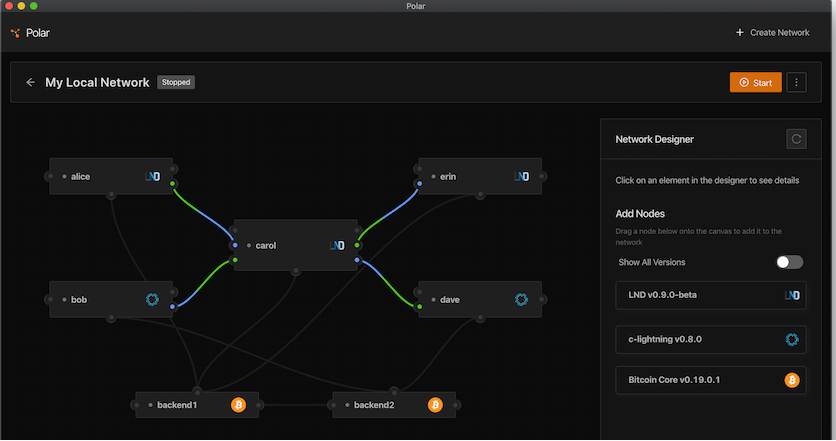 Polar
Polar
+ Create Network
My Local Network Stopped
Start
Network Designer
Click on an element in the designer to see details
Add Nodes
Drag a node below onto the canvas to add it to the
network
Show All Versions
LND v0.9.0-beta LND
c-lightning v0.8.0
Bitcoin Core v0.19.0.1
alice LND
erin LND
carol LND
bob
dave
backend1
backend2